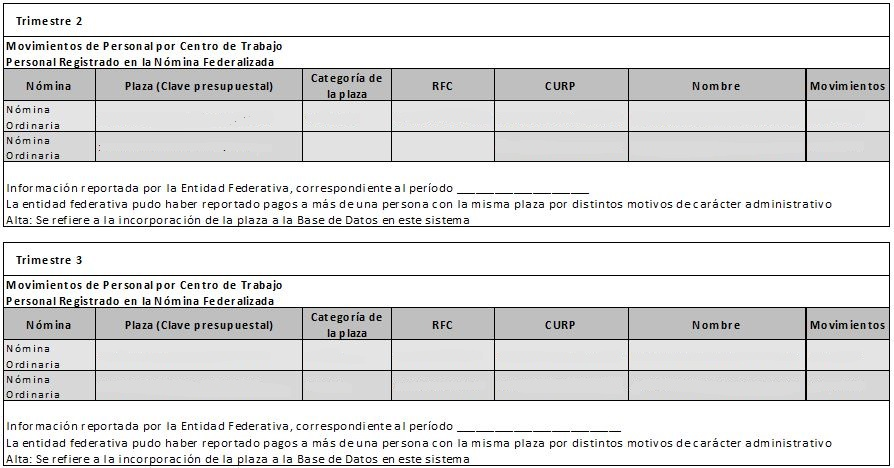 Trimestre 2
Movimientos de Personal por Centro de Trabajo
Personal Registrado en la Nómina Federalizada
Nómina Plaza (Clave presupuestal) Categoría de la plaza RFC CURP Nombre Movimientos
Nómina Ordinaria
Nómina Ordinaria
Información reportada por la Entidad Federativa, correspondiente al período ____________________
La entidad federativa pudo haber reportado pagos a más de una persona con la misma plaza por distintos motivos de carácter administrativo
Alta: Se refiere a la incorporación de la plaza a la Base de Datos en este sistema
Trimestre 3
Movimientos de Personal por Centro de Trabajo
Personal Registrado en la Nómina Federalizada
Nómina Plaza (Clave presupuestal) Categoría de la plaza RFC CURP Nombre Movimientos
Nómina Ordinaria
Nómina Ordinaria
Información reportada por la Entidad Federativa, correspondiente al período _________________________
La entidad federativa pudo haber reportado pagos a más de una persona con la misma plaza por distintos motivos de carácter administrativo
Alta: Se refiere a la incorporación de la plaza a la Base de Datos en este sistema